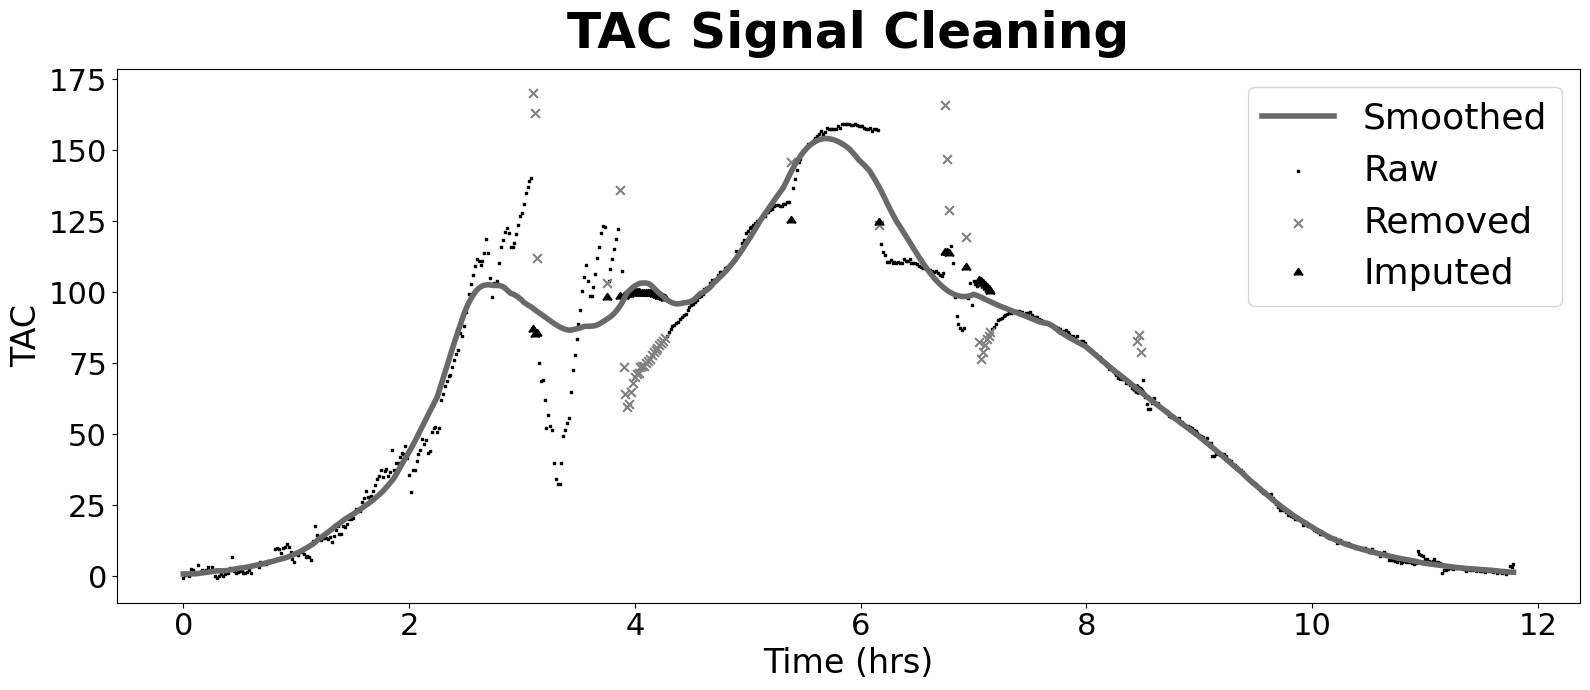 TAC Signal Cleaning
175
150
125
100
75
50
25
0
TAC
Smoothed
Raw
Removed
Imputed
0 2 4 6 8 10 12
Time (hrs)